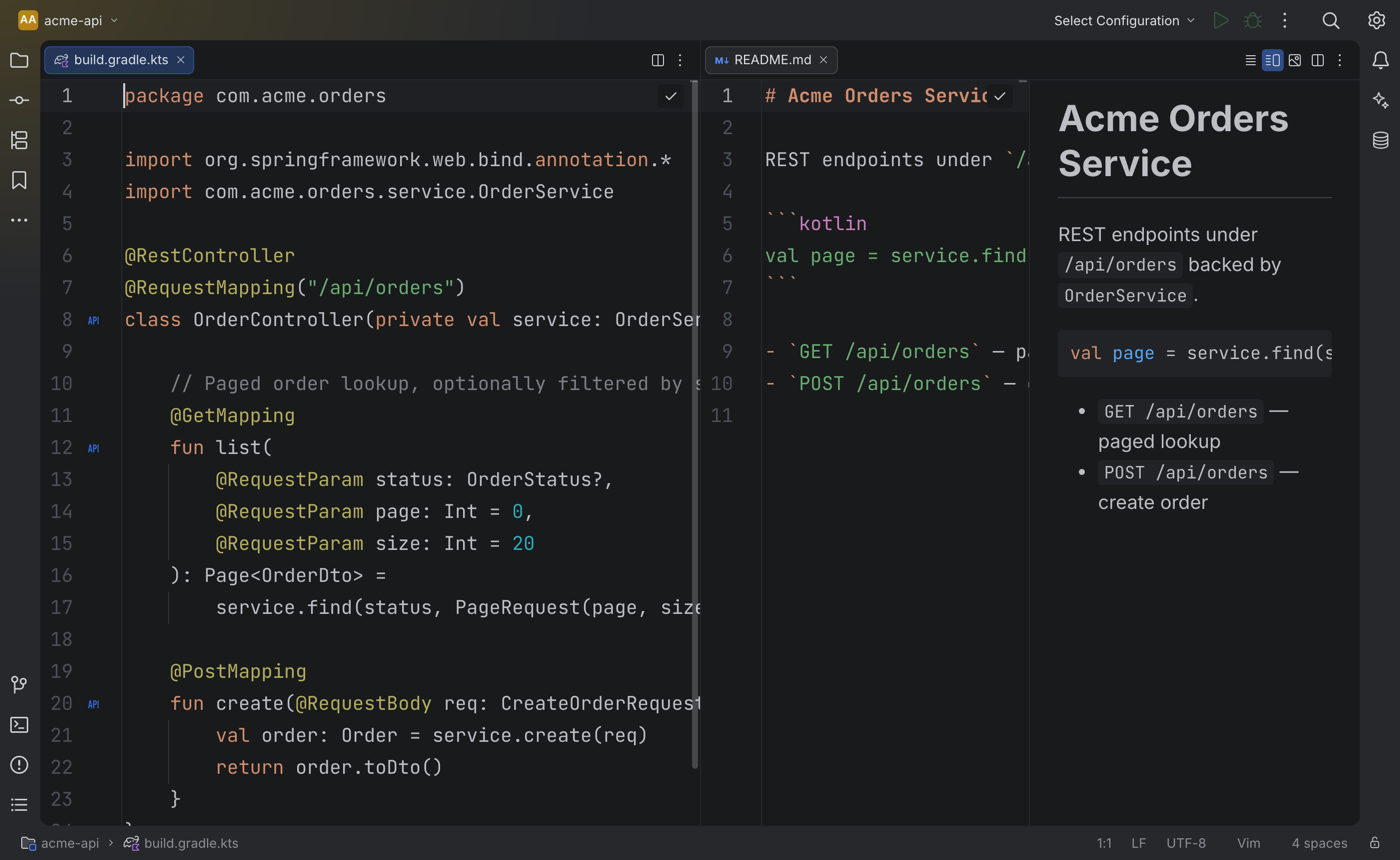 AA acme-api
Select Configuration
build.gradle.kts
1 package com.acme.orders
2
3 import org.springframework.web.bind.annotation.*
4 import com.acme.orders.service.OrderService
5
6 @RestController
7 @RequestMapping("/api/orders")
8 API class OrderController(private val service: OrderSer
9
10 // Paged order lookup, optionally filtered by s
11 @GetMapping
12 API fun list(
13 @RequestParam status: OrderStatus?,
14 @RequestParam page: Int = 0,
15 @RequestParam size: Int = 20
16 ): Page<OrderDto> =
17 service.find(status, PageRequest(page, size
18
19 @PostMapping
20 API fun create(@RequestBody req: CreateOrderRequest
21 val order: Order = service.create(req)
22 return order.toDto()
23 }
M↓ README.md
1 # Acme Orders Servic
2
3 REST endpoints under `/a
4
5 ```kotlin
6 val page = service.find
7 ```
8
9 - `GET /api/orders` — pa
10 - `POST /api/orders` —
11
Acme Orders
Service
REST endpoints under
/api/orders backed by
OrderService.
val page = service.find(s
• GET /api/orders —
paged lookup
• POST /api/orders —
create order
acme-api › build.gradle.kts
1:1 LF UTF-8 Vim 4 spaces